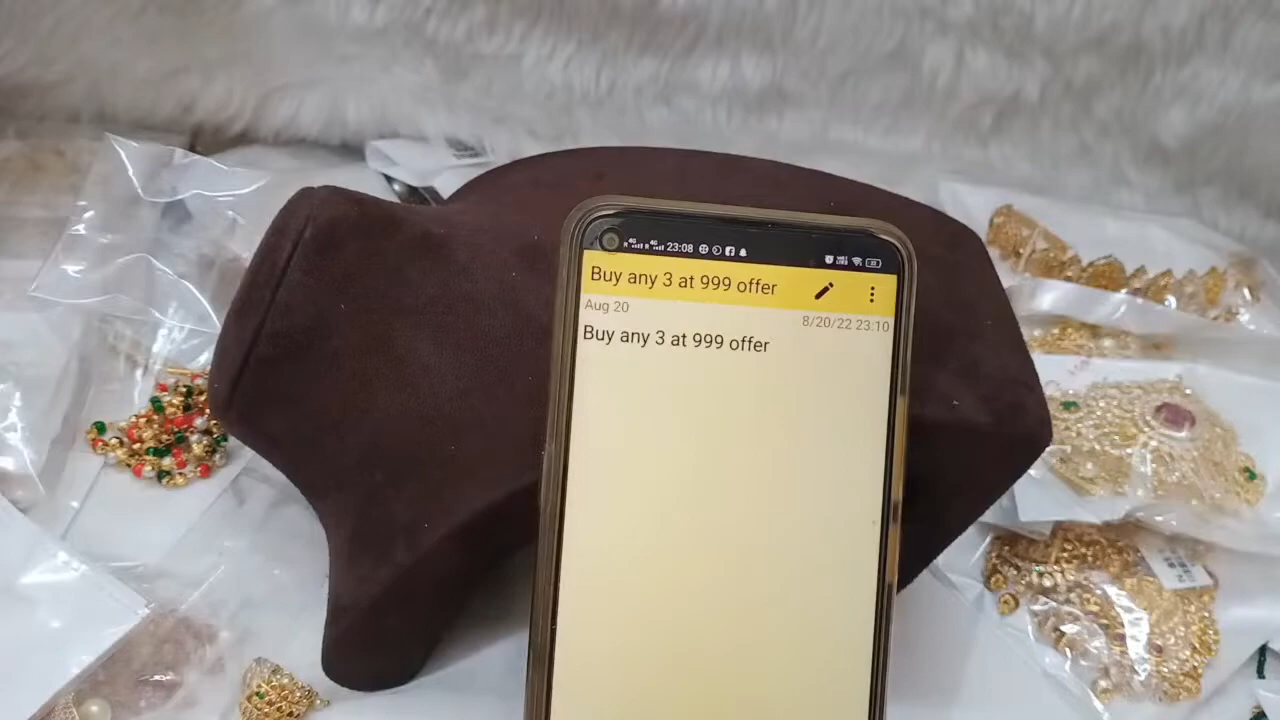 23:08
Buy any 3 at 999 offer
Aug 20
8/20/22 23:10
Buy any 3 at 999 offer